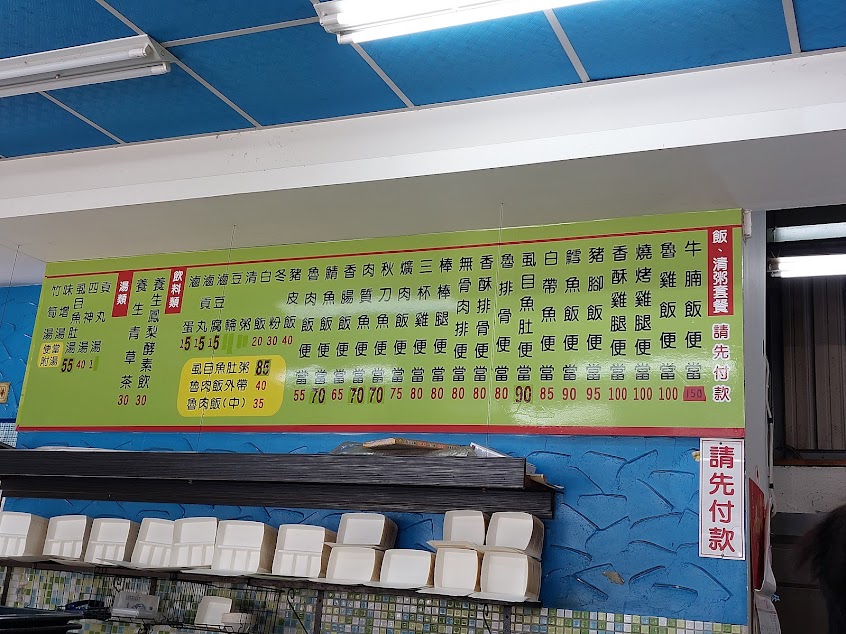 飯、清粥套餐 請先付款
牛腩飯當 150
魯雞飯當 100
燒烤雞腿便當 100
香酥雞腿便當 100
豬腳飯便當 95
鱈魚飯便當 90
白帶魚便當 85
虱目魚肚便當 90
魯排骨便當 80
香酥排骨便當 80
無骨肉排便當 80
棒棒腿便當 80
三杯雞便當 80
爌肉飯便當 75
秋刀魚便當 70
肉質魚便當 70
香腸飯便當 65
鯖魚飯便當 70
魯肉飯便當 55
豬皮飯 40
冬粉 30
白飯 20
清粥
豆輪
滷豆腐 15
滷貢丸 15
滷蛋 15
虱目魚肚粥 85
魯肉飯外帶 40
魯肉飯(中) 35
飲料類
養生鳳梨酵素飲 30
養生青草茶 30
湯類
貢丸湯
四神湯 40
虱目魚肚湯 55
味噌湯
竹筍湯
便當附湯
請先付款